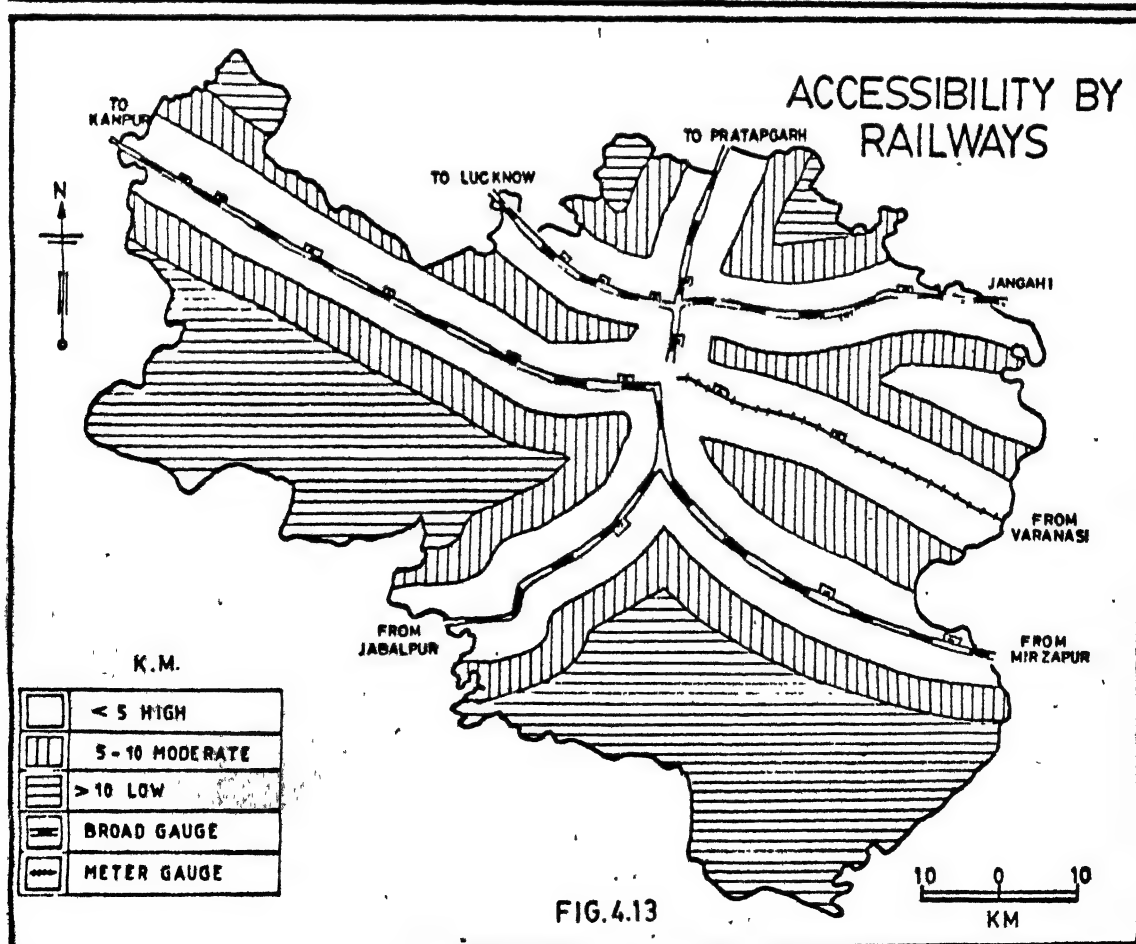 ACCESSIBILITY BY
RAILWAYS
TO
KANPUR
TO PRATAPGARH
TO LUCKNOW
N
JANGAHI
FROM
VARANASI
FROM
JABALPUR
FROM
MIRZAPUR
K.M.
< 5 HIGH
5-10 MODERATE
>10 LOW
BROAD GAUGE
METER GAUGE
FIG.4.13
10 0 10
KM